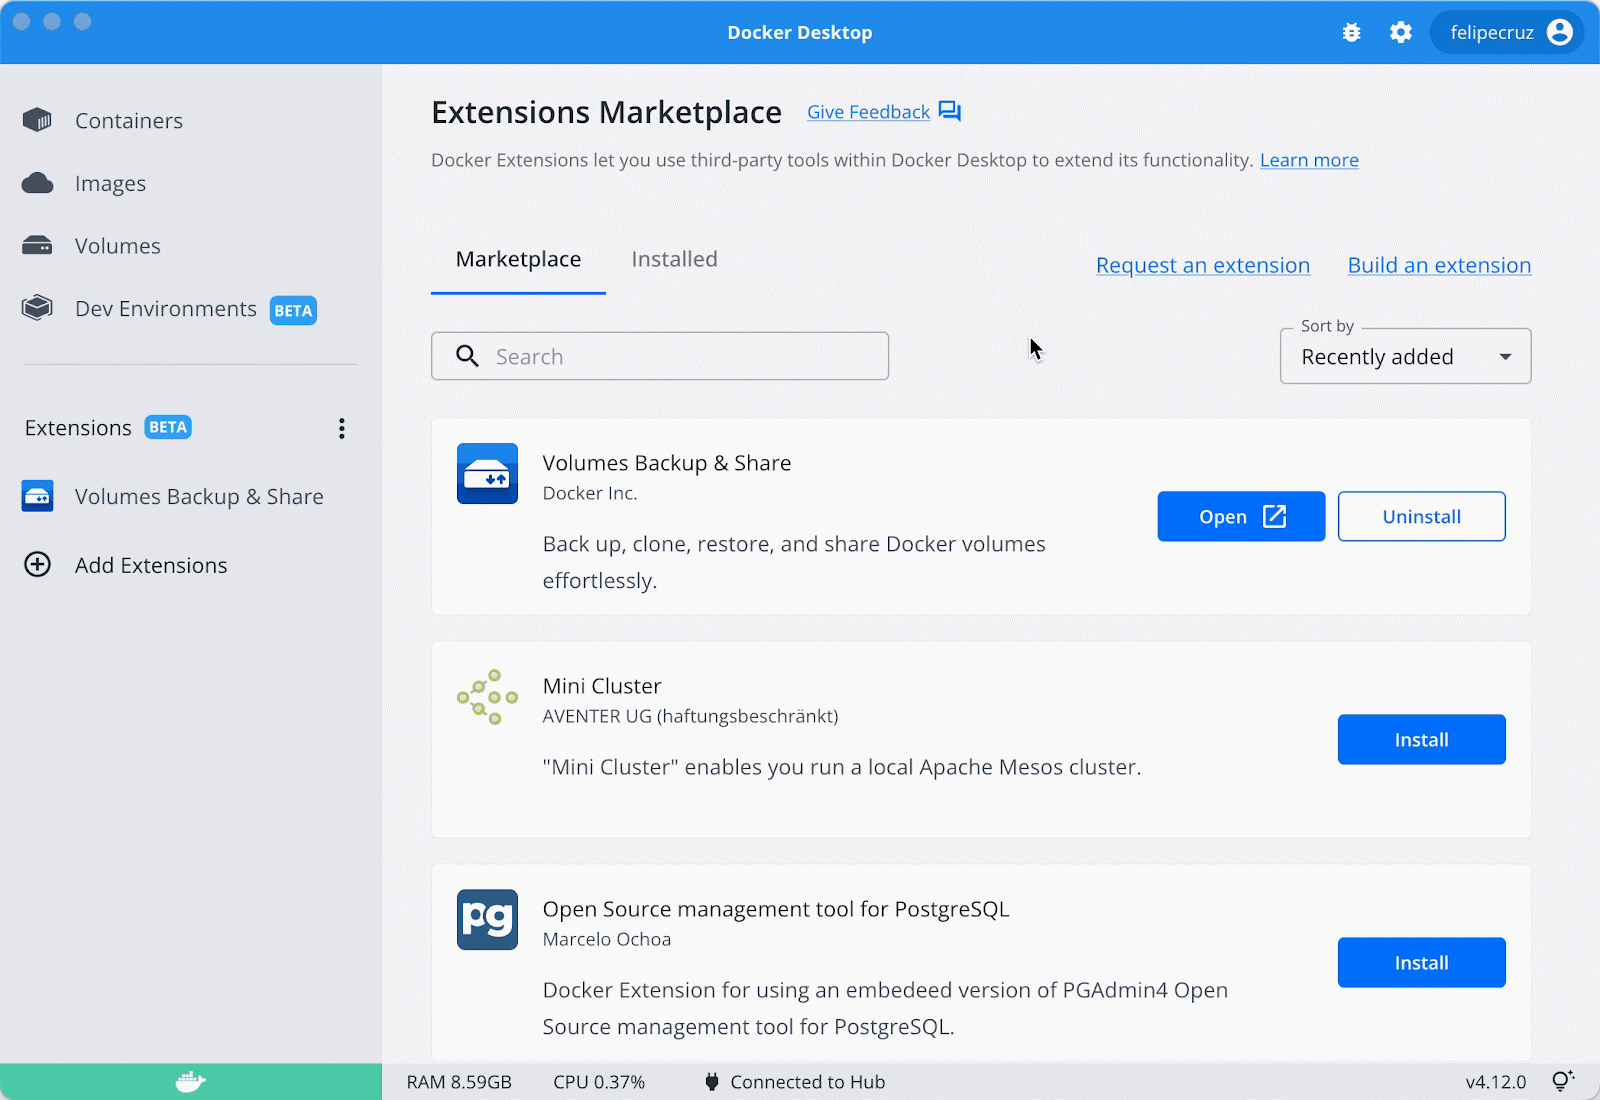 Docker Desktop
felipecruz
Containers
Images
Volumes
Dev Environments BETA
Extensions BETA
Volumes Backup & Share
Add Extensions
Extensions Marketplace Give Feedback
Docker Extensions let you use third-party tools within Docker Desktop to extend its functionality. Learn more
Marketplace Installed
Request an extension Build an extension
Search
Sort by
Recently added
Volumes Backup & Share
Docker Inc.
Back up, clone, restore, and share Docker volumes
effortlessly.
Open Uninstall
Mini Cluster
AVENTER UG (haftungsbeschränkt)
"Mini Cluster" enables you run a local Apache Mesos cluster.
Install
pg
Open Source management tool for PostgreSQL
Marcelo Ochoa
Docker Extension for using an embedeed version of PGAdmin4 Open
Source management tool for PostgreSQL.
Install
RAM 8.59GB CPU 0.37% Connected to Hub v4.12.0